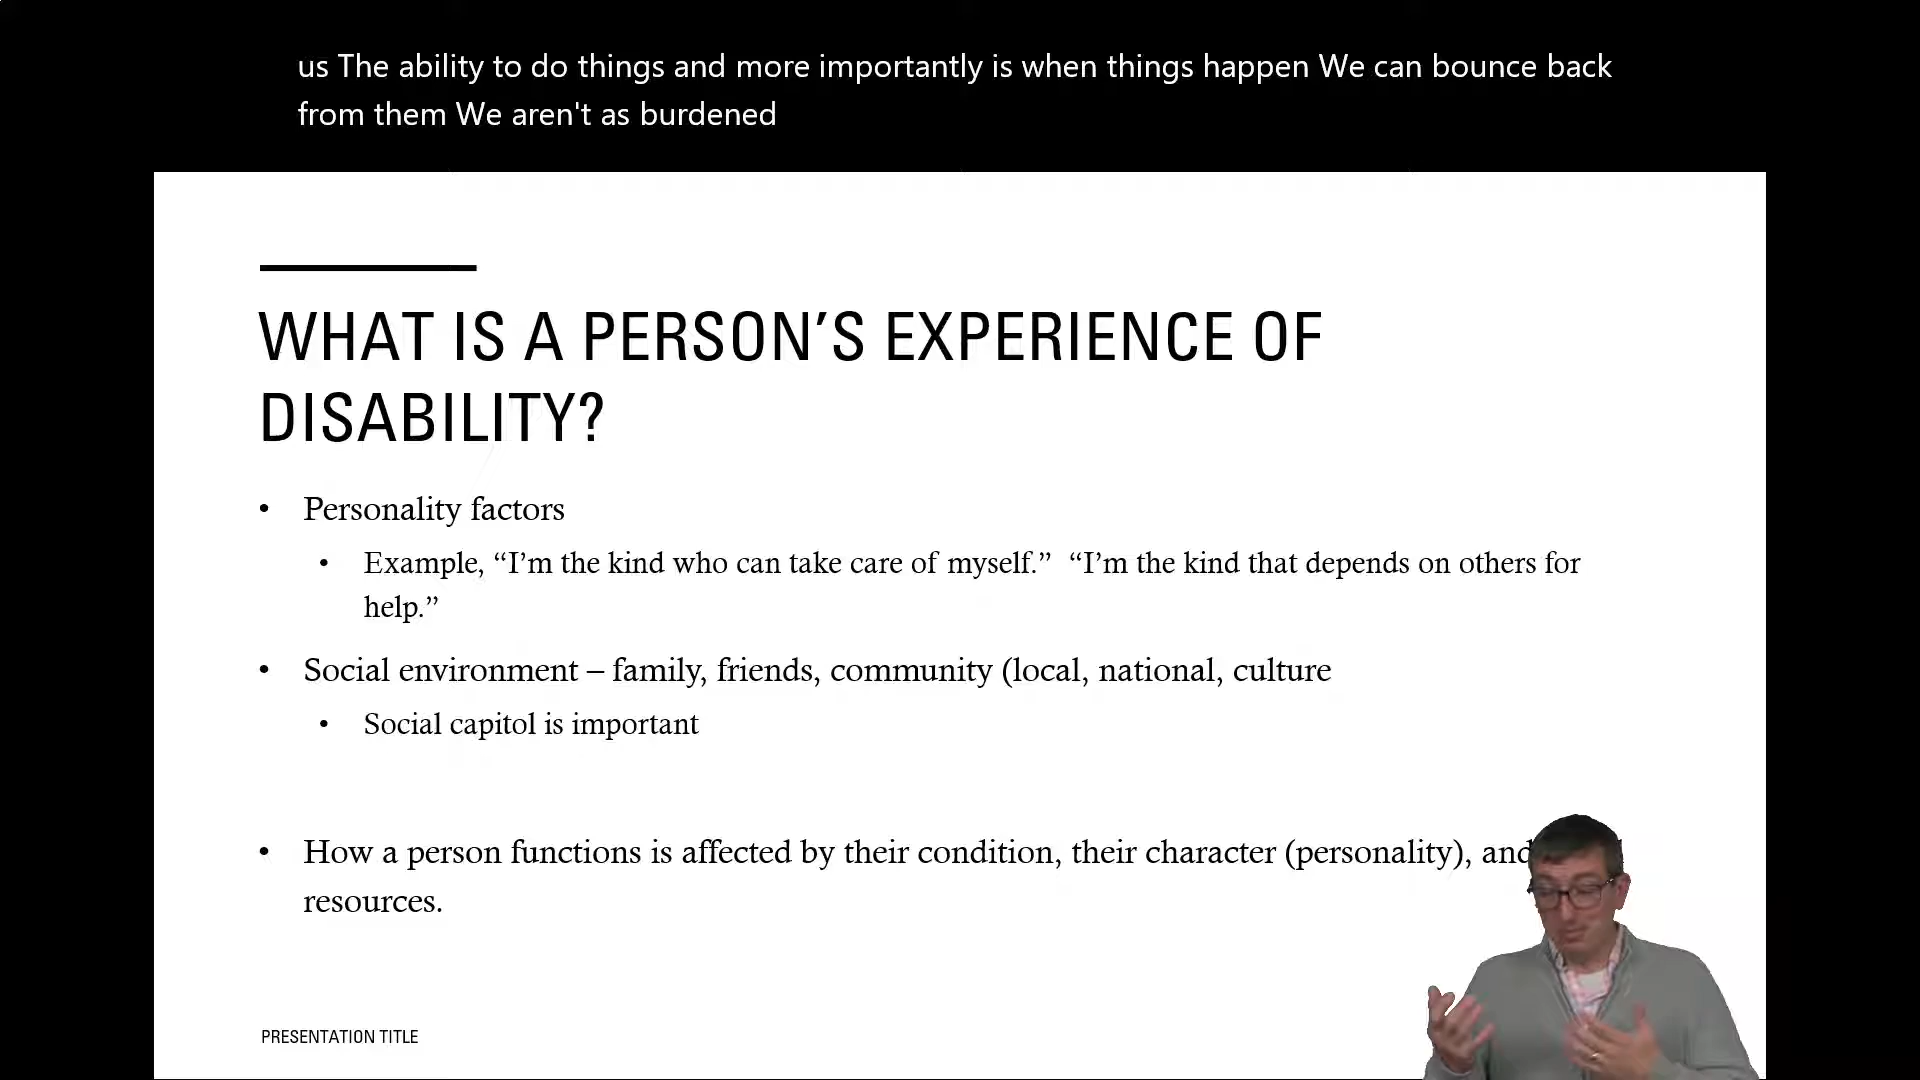 us The ability to do things and more importantly is when things happen We can bounce back
from them We aren't as burdened
WHAT IS A PERSON’S EXPERIENCE OF
DISABILITY?
• Personality factors
• Example, “I’m the kind who can take care of myself.”  “I’m the kind that depends on others for
help.”
• Social environment – family, friends, community (local, national, culture
• Social capitol is important
• How a person functions is affected by their condition, their character (personality), and
resources.
PRESENTATION TITLE